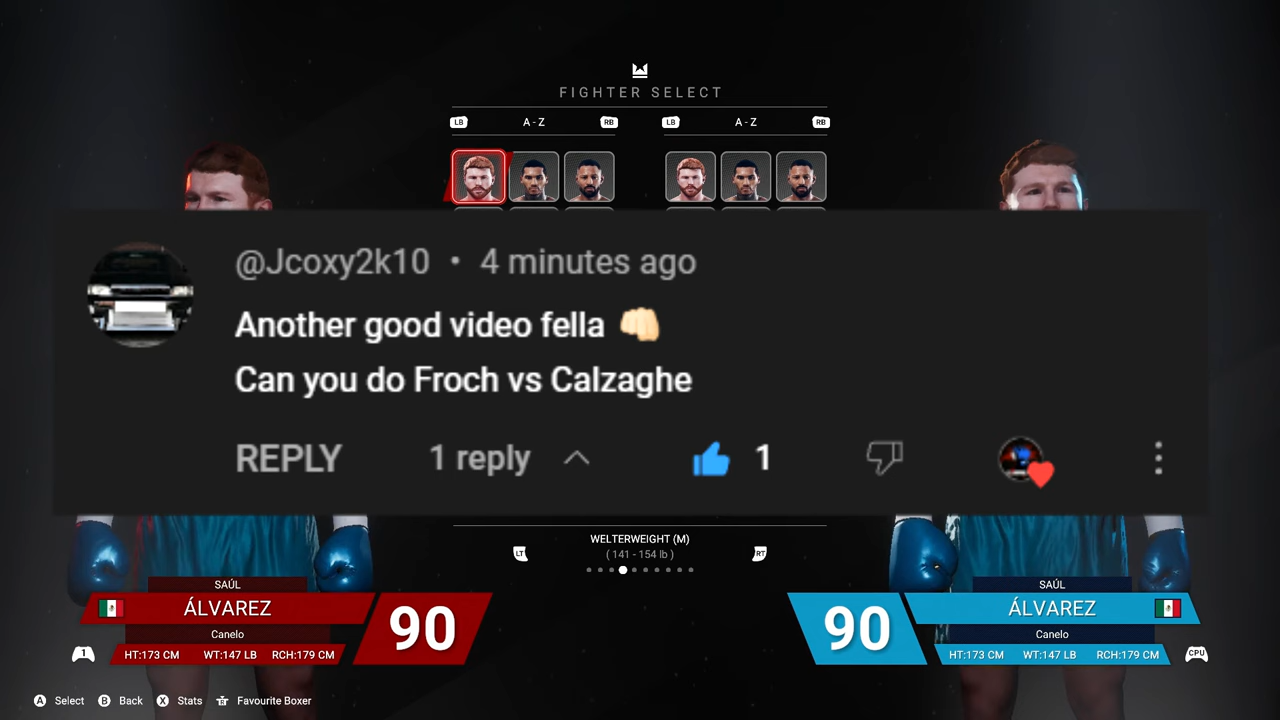 FIGHTER SELECT
LB A - Z RB
LB A - Z RB
@Jcoxy2k10 • 4 minutes ago
Another good video fella 👊🏻
Can you do Froch vs Calzaghe
REPLY 1 reply 1
WELTERWEIGHT (M)
LT ( 141 - 154 lb ) RT
SAÚL
ÁLVAREZ
90
Canelo
1 HT:173 CM WT:147 LB RCH:179 CM
SAÚL
90
ÁLVAREZ
Canelo
HT:173 CM WT:147 LB RCH:179 CM CPU
A Select B Back X Stats Favourite Boxer